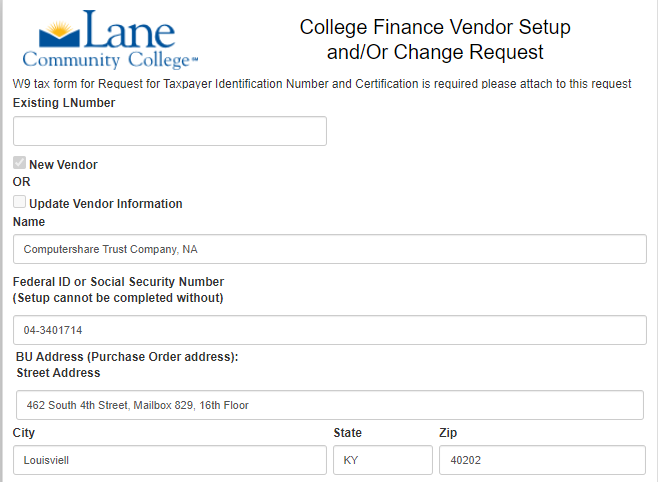 Lane
Community College
College Finance Vendor Setup
and/Or Change Request
W9 tax form for Request for Taxpayer Identification Number and Certification is required please attach to this request
Existing LNumber
New Vendor
OR
Update Vendor Information
Name
Computershare Trust Company, NA
Federal ID or Social Security Number
(Setup cannot be completed without)
04-3401714
BU Address (Purchase Order address):
Street Address
462 South 4th Street, Mailbox 829, 16th Floor
City State Zip
Louisviell KY 40202